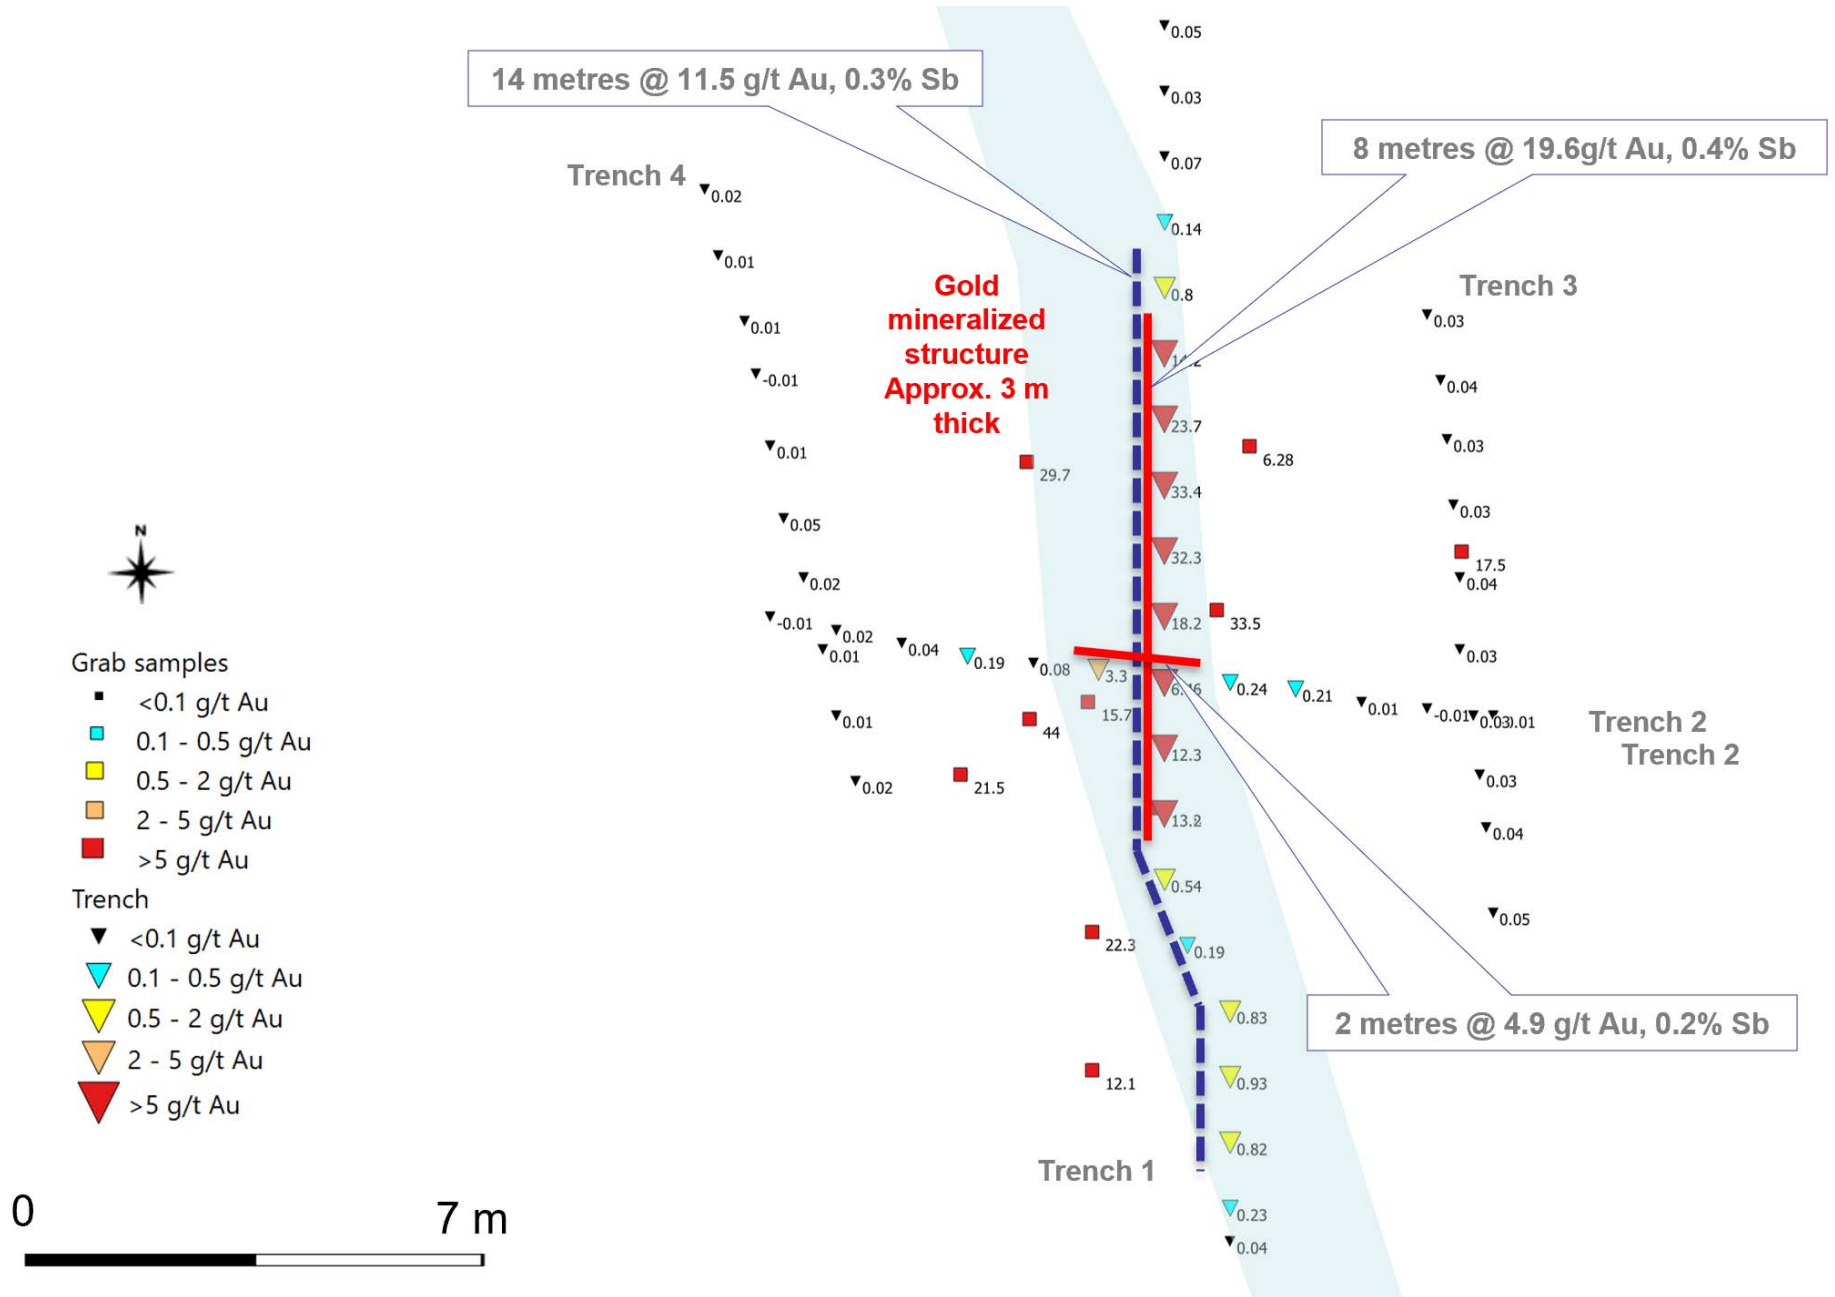 0.05
14 metres @ 11.5 g/t Au, 0.3% Sb
0.03
8 metres @ 19.6g/t Au, 0.4% Sb
0.07
Trench 4
0.02
0.14
0.01
Gold
mineralized
structure
Approx. 3 m
thick
0.8
Trench 3
0.03
0.01
-0.01
0.04
23.7
0.03
0.01
6.28
29.7
33.4
0.03
0.05
N
32.3
17.5
0.04
0.02
-0.01
0.02
0.01
0.04
0.19
0.08
18.2
33.5
0.03
3.3
0.24
0.21
0.01
-0.01
0.03
0.01
15.7
44
0.01
Trench 2
Trench 2
12.3
0.03
0.02
21.5
13.2
0.04
0.54
0.05
22.3
0.19
0.83
2 metres @ 4.9 g/t Au, 0.2% Sb
12.1
0.93
0.82
Trench 1
0.23
0.04
Grab samples
<0.1 g/t Au
0.1 - 0.5 g/t Au
0.5 - 2 g/t Au
2 - 5 g/t Au
>5 g/t Au
Trench
<0.1 g/t Au
0.1 - 0.5 g/t Au
0.5 - 2 g/t Au
2 - 5 g/t Au
>5 g/t Au
0
7 m